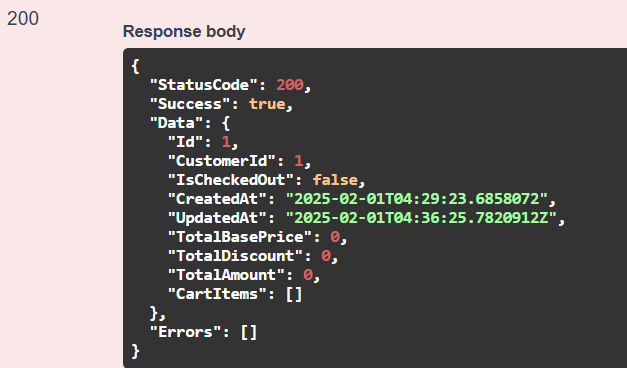 200
Response body
{
  "StatusCode": 200,
  "Success": true,
  "Data": {
    "Id": 1,
    "CustomerId": 1,
    "IsCheckedOut": false,
    "CreatedAt": "2025-02-01T04:29:23.6858072",
    "UpdatedAt": "2025-02-01T04:36:25.7820912Z",
    "TotalBasePrice": 0,
    "TotalDiscount": 0,
    "TotalAmount": 0,
    "CartItems": []
  },
  "Errors": []
}